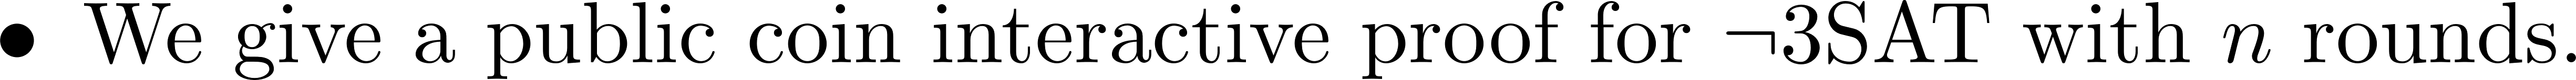 • We give a public coin interactive proof for ¬3SAT with n rounds.